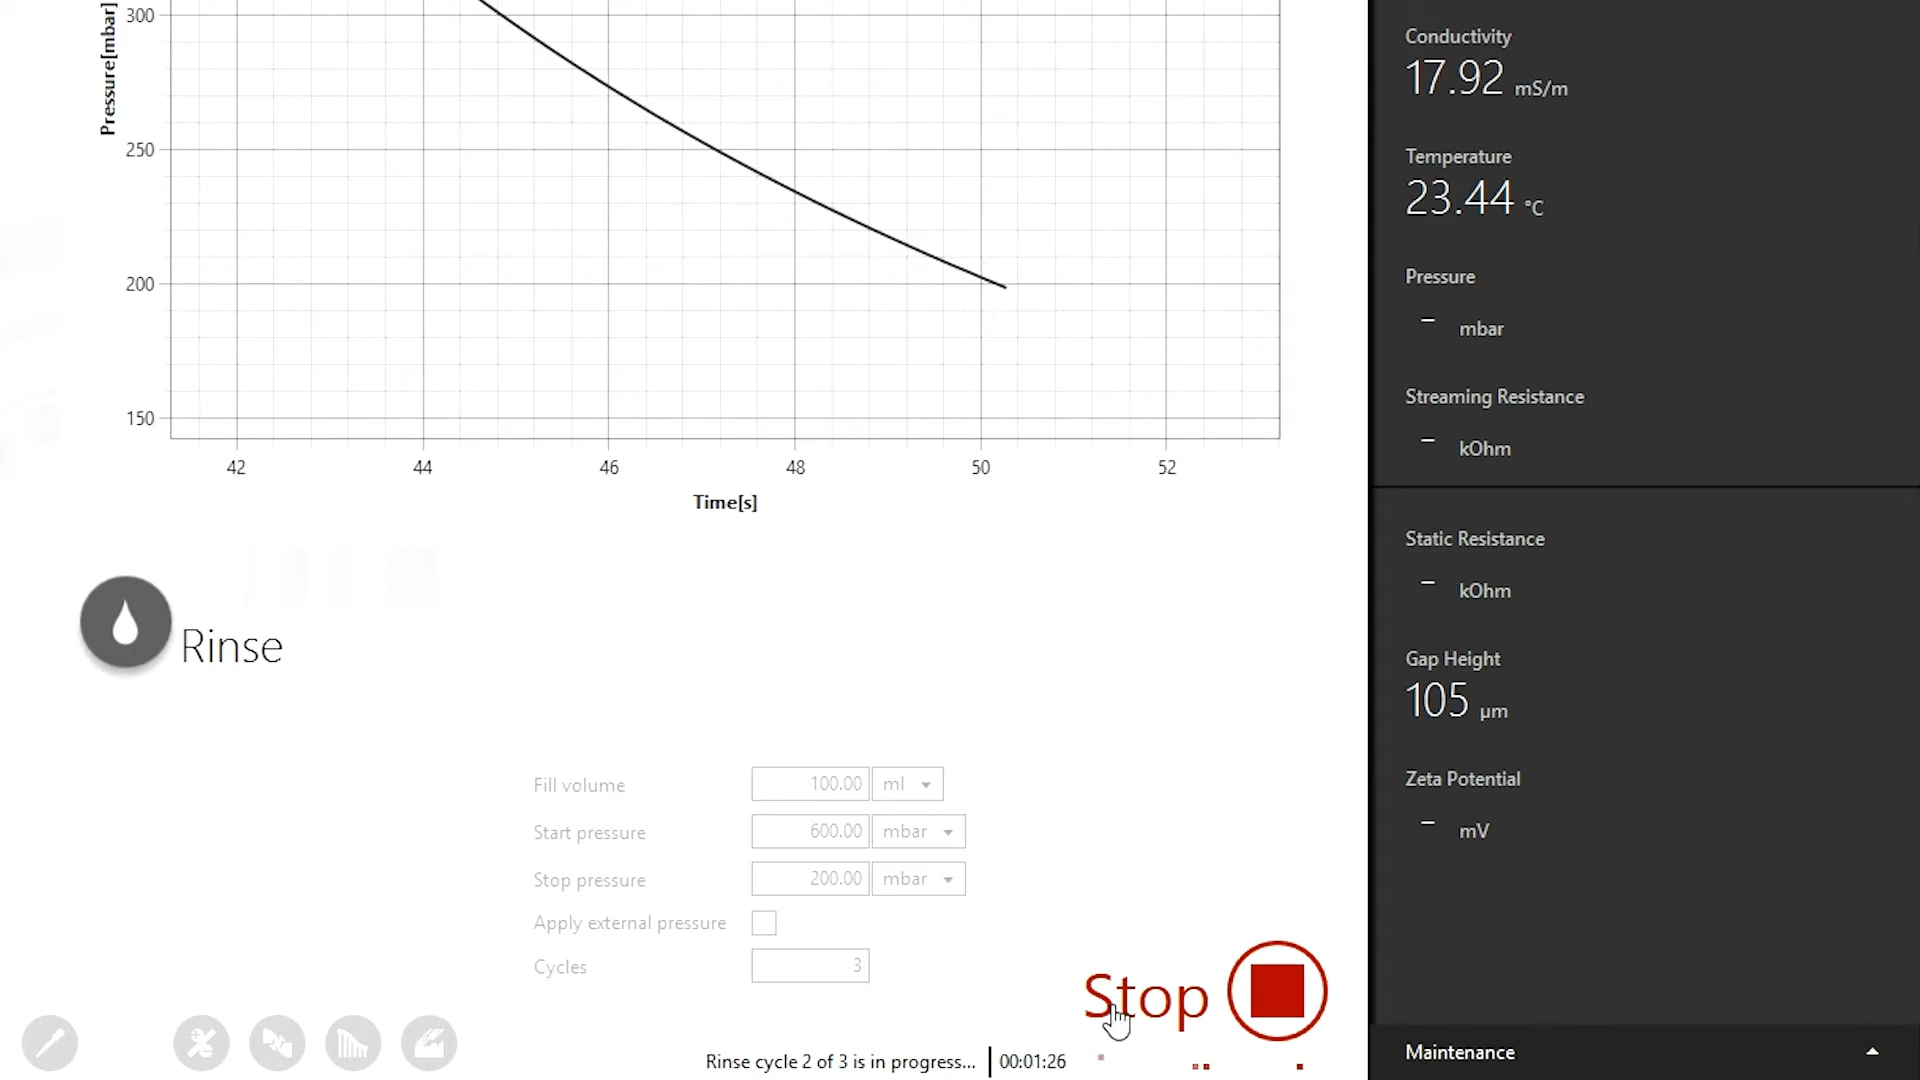 Pressure[mbar]
300
250
200
150
42 44 46 48 50 52
Time[s]
Rinse
Fill volume 100.00 ml
Start pressure 600.00 mbar
Stop pressure 200.00 mbar
Apply external pressure
Cycles 3
Stop
Rinse cycle 2 of 3 is in progress... 00:01:26
Conductivity
17.92 mS/m
Temperature
23.44 °C
Pressure
– mbar
Streaming Resistance
– kOhm
Static Resistance
– kOhm
Gap Height
105 µm
Zeta Potential
– mV
Maintenance